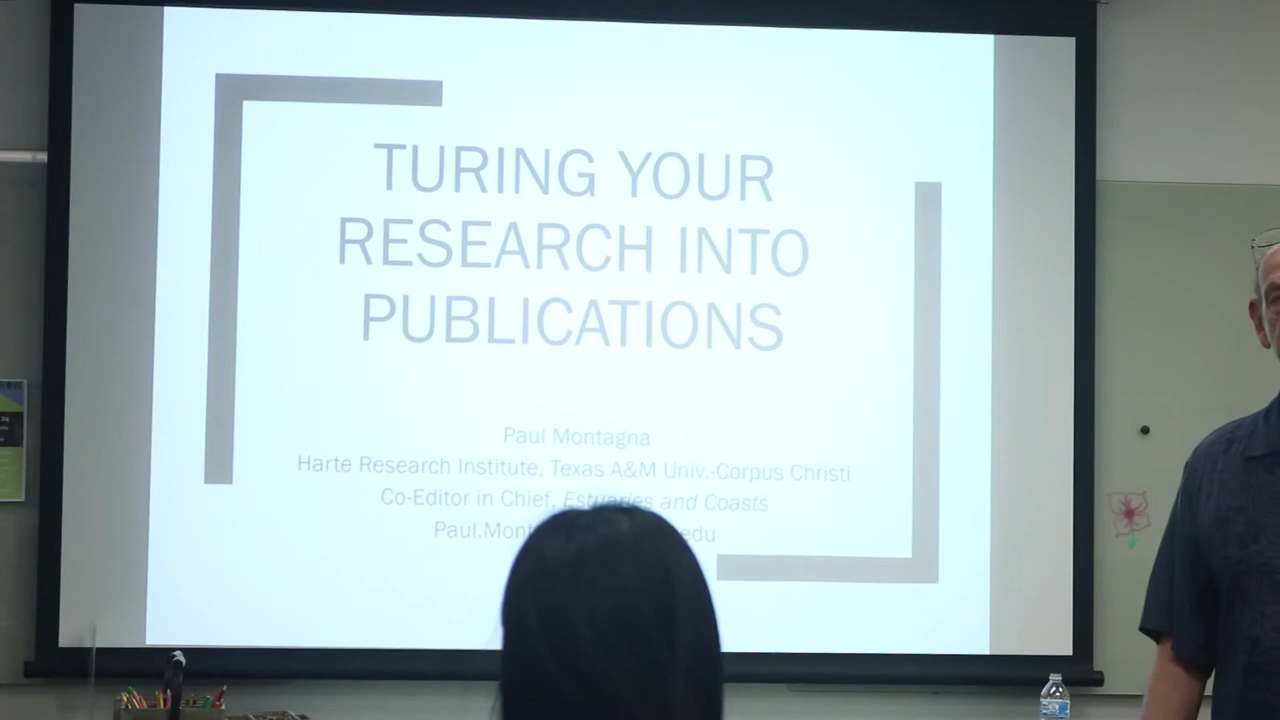 TURING YOUR
RESEARCH INTO
PUBLICATIONS
Paul Montagna
Harte Research Institute, Texas A&M Univ.-Corpus Christi
Co-Editor in Chief, Estuaries and Coasts